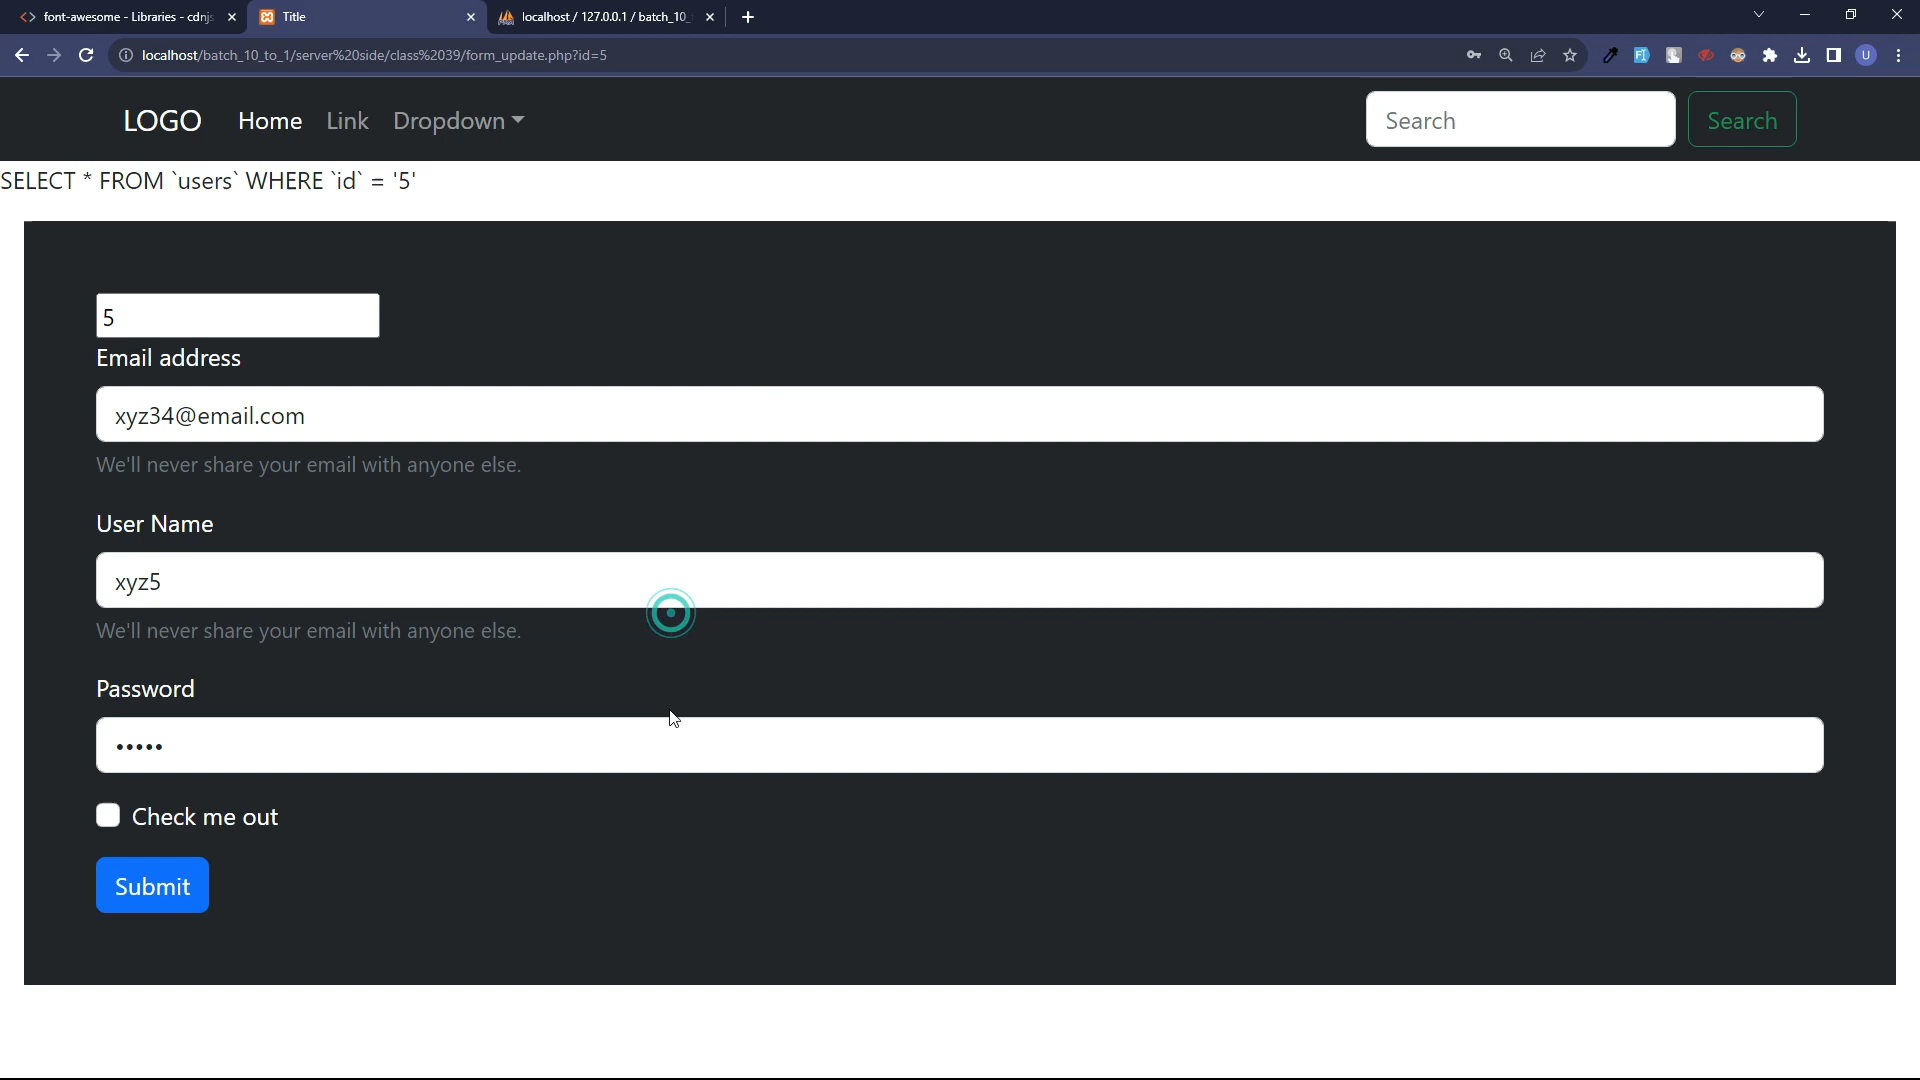 font-awesome - Libraries - cdnjs
Title
localhost / 127.0.0.1 / batch_10_
localhost/batch_10_to_1/server%20side/class%2039/form_update.php?id=5
U
LOGO
Home
Link
Dropdown
Search
Search
SELECT * FROM `users` WHERE `id` = '5'
5
Email address
xyz34@email.com
We'll never share your email with anyone else.
User Name
xyz5
We'll never share your email with anyone else.
Password
•••••
Check me out
Submit